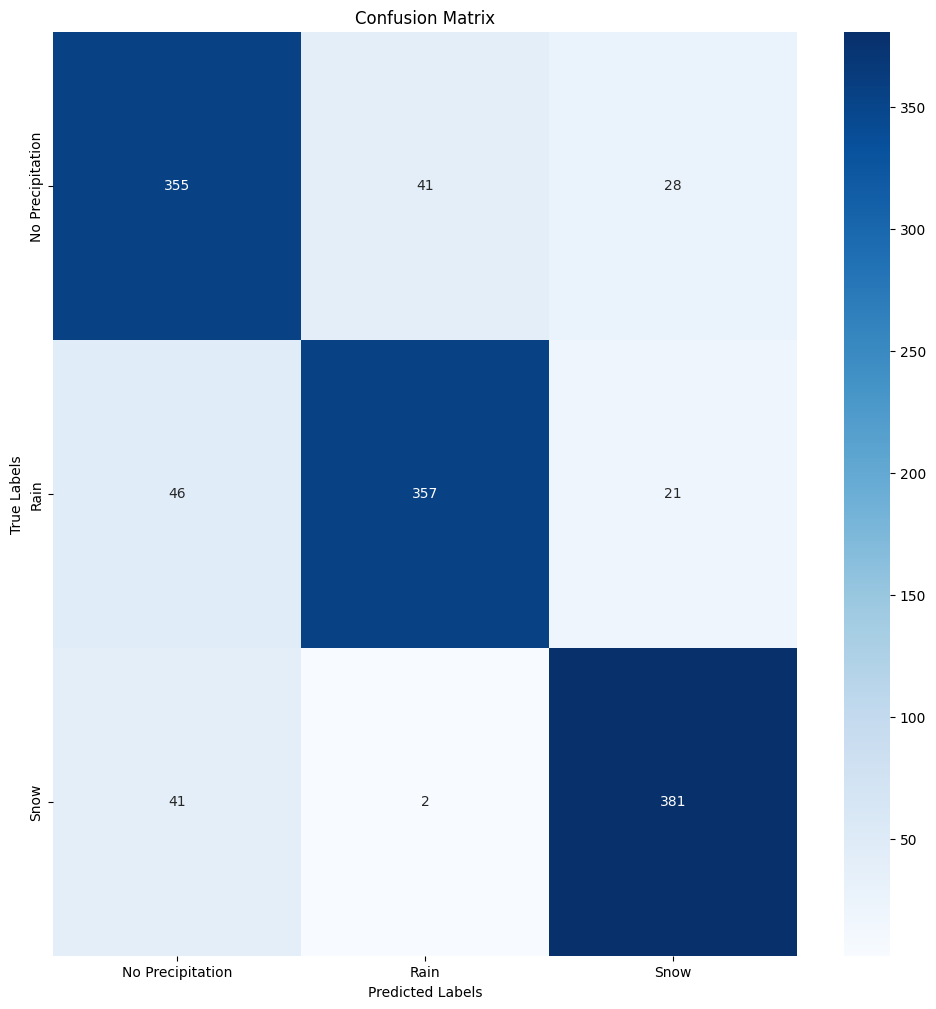 Confusion Matrix
No Precipitation
Rain
Snow
True Labels
355 41 28
46 357 21
41 2 381
No Precipitation Rain Snow
Predicted Labels
350
300
250
200
150
100
50